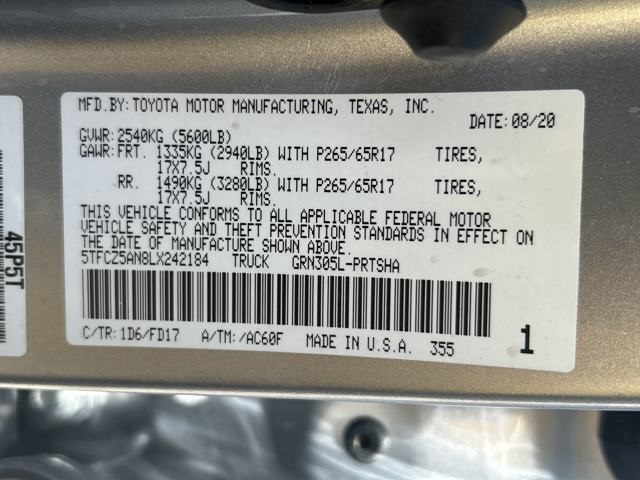 MFD.BY:TOYOTA MOTOR MANUFACTURING, TEXAS, INC.
DATE:08/20
GVWR:2540KG (5600LB)
GAWR:FRT. 1335KG (2940LB) WITH P265/65R17 TIRES,
17X7.5J RIMS.
RR. 1490KG (3280LB) WITH P265/65R17 TIRES,
17X7.5J RIMS.
THIS VEHICLE CONFORMS TO ALL APPLICABLE FEDERAL MOTOR
VEHICLE SAFETY AND THEFT PREVENTION STANDARDS IN EFFECT
ON THE DATE OF MANUFACTURE SHOWN ABOVE.
5TFCZ5AN8LX242184 TRUCK GRN305L-PRTSHA
C/TR:1D6/FD17 A/TM:/AC60F MADE IN U.S.A. 355
1
45P5T